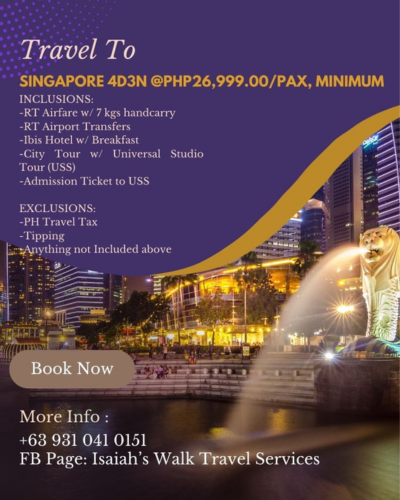 Travel To
SINGAPORE 4D3N @PHP26,999.00/PAX, MINIMUM
INCLUSIONS:
-RT Airfare w/ 7 kgs handcarry
-RT Airport Transfers
-Ibis Hotel w/ Breakfast
-City Tour w/ Universal Studio
Tour (USS)
-Admission Ticket to USS
EXCLUSIONS:
-PH Travel Tax
-Tipping
-Anything not Included above
Book Now
More Info :
+63 931 041 0151
FB Page: Isaiah's Walk Travel Services